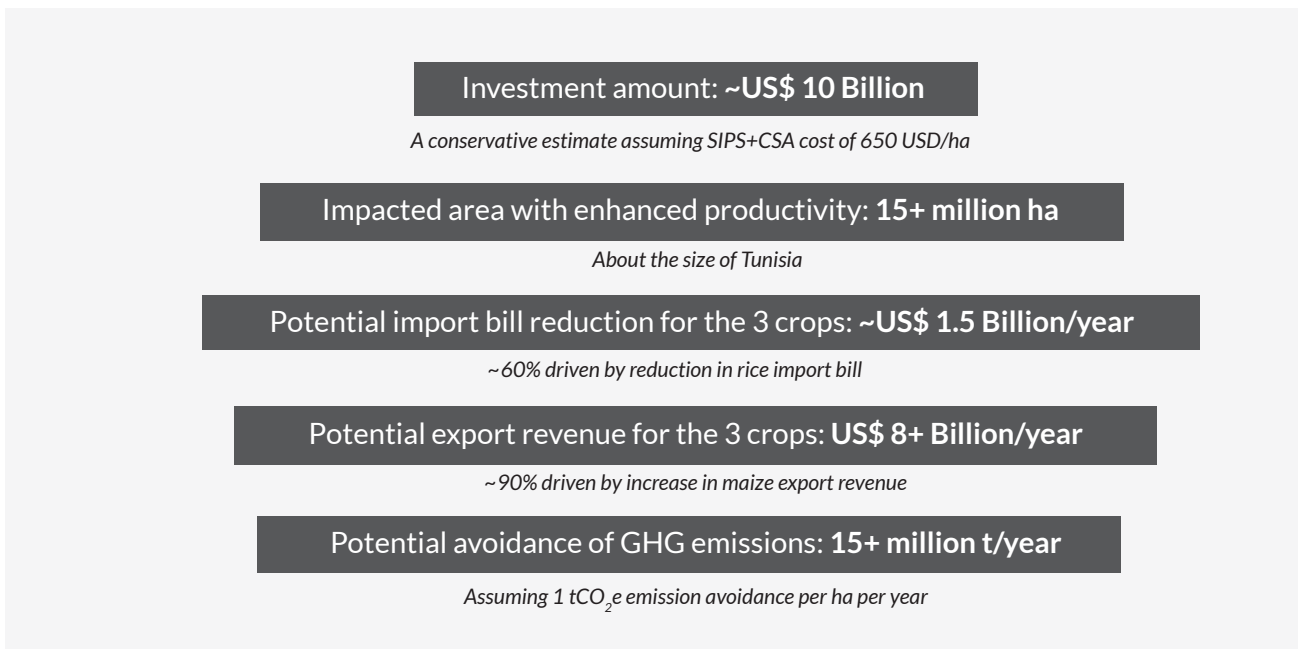 Investment amount: ~US$ 10 Billion
A conservative estimate assuming SIPS+CSA cost of 650 USD/ha
Impacted area with enhanced productivity: 15+ million ha
About the size of Tunisia
Potential import bill reduction for the 3 crops: ~US$ 1.5 Billion/year
~60% driven by reduction in rice import bill
Potential export revenue for the 3 crops: US$ 8+ Billion/year
~90% driven by increase in maize export revenue
Potential avoidance of GHG emissions: 15+ million t/year
Assuming 1 tCO₂e emission avoidance per ha per year